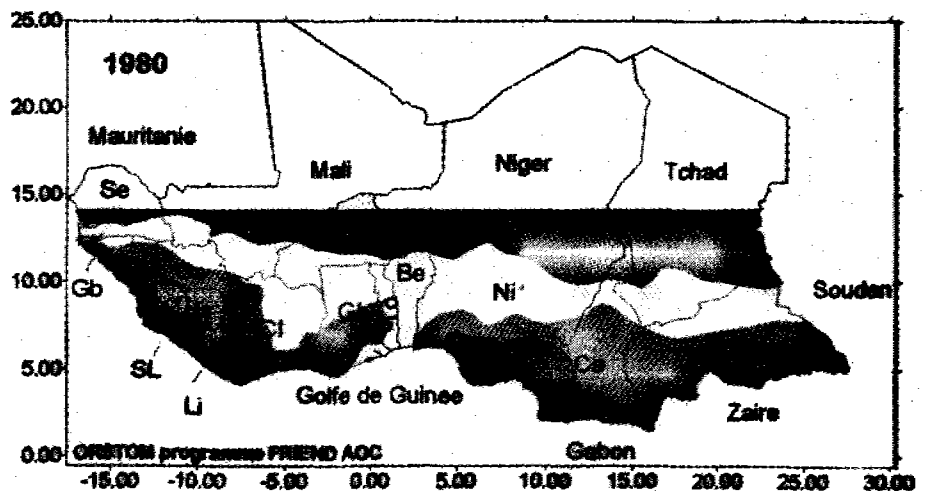 25.00
1980
20.00
Mauritanie
Mali
Niger
Tchad
Se
15.00
Be
10.00
Gb
Ni
Soudan
CI
Ca
SL
5.00
Golfe de Guinee
Li
Zaire
0.00
ORSTOM programme FRIEND AOC
Gabon
-15.00 -10.00 -5.00 0.00 5.00 10.00 15.00 20.00 25.00 30.00